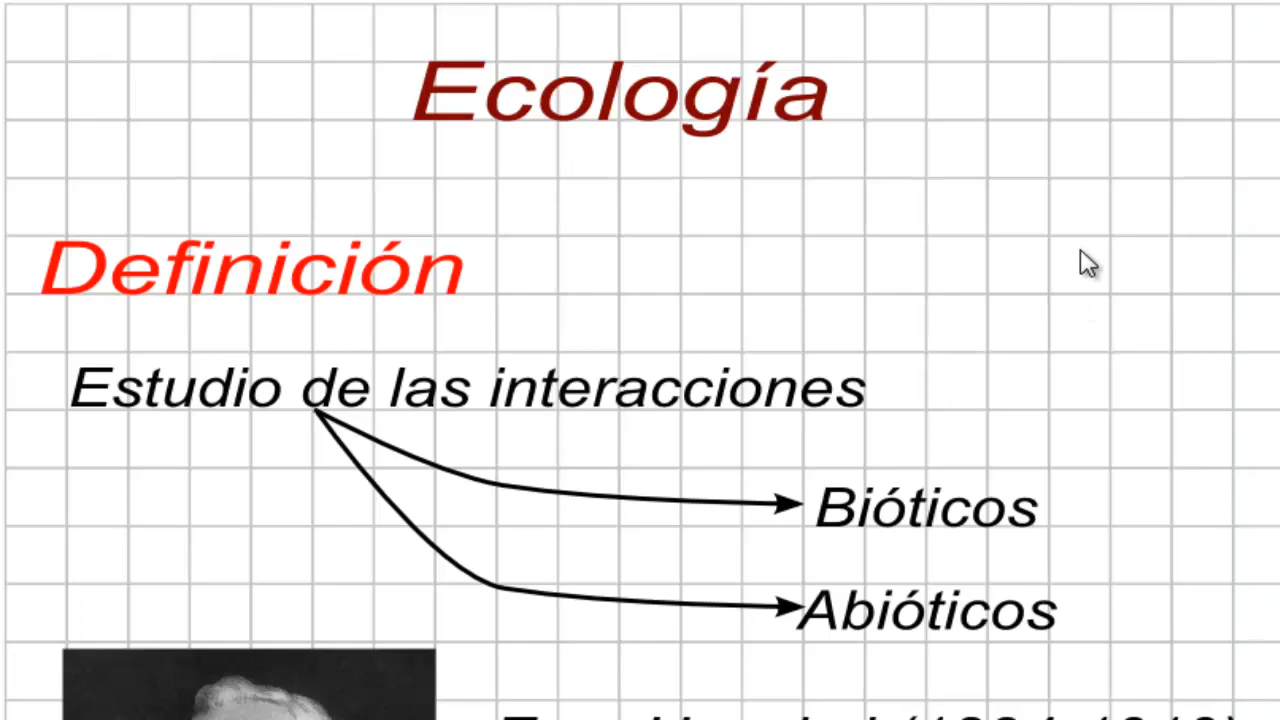 Ecología
Definición
Estudio de las interacciones
Bióticos
Abióticos